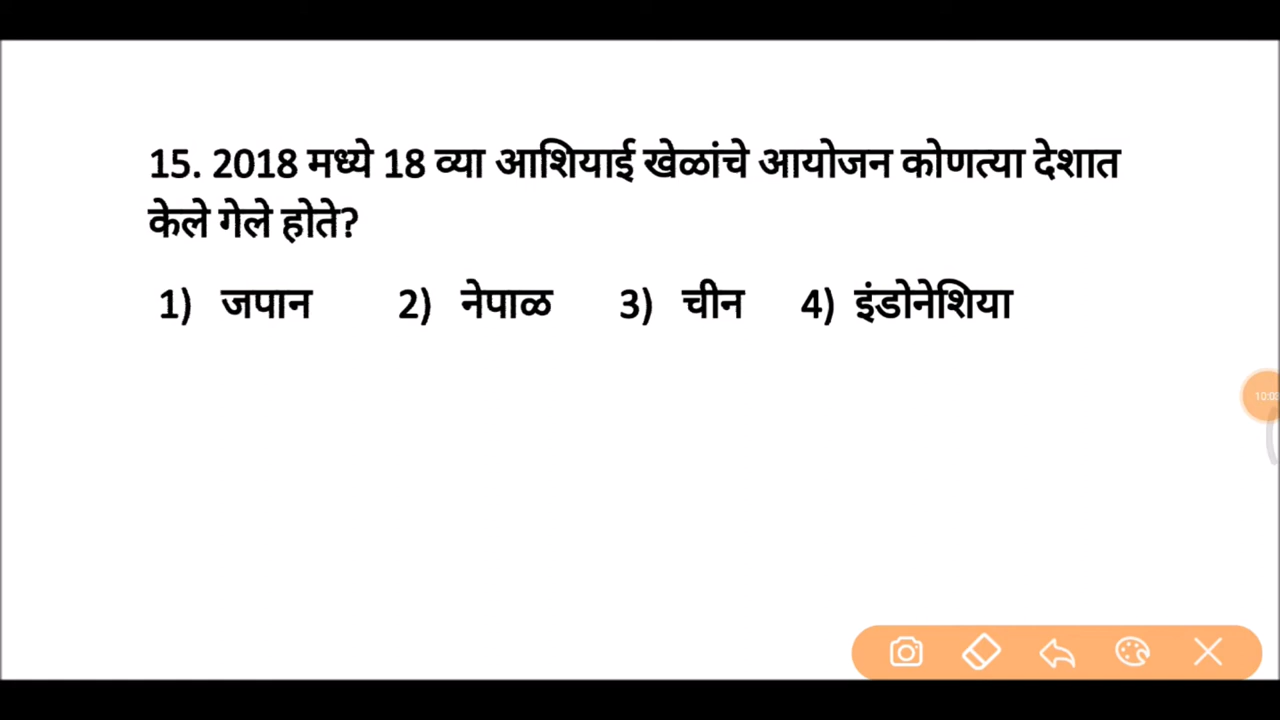 15. 2018 मध्ये 18 व्या आशियाई खेळांचे आयोजन कोणत्या देशात
केले गेले होते?
1) जपान 2) नेपाळ 3) चीन 4) इंडोनेशिया